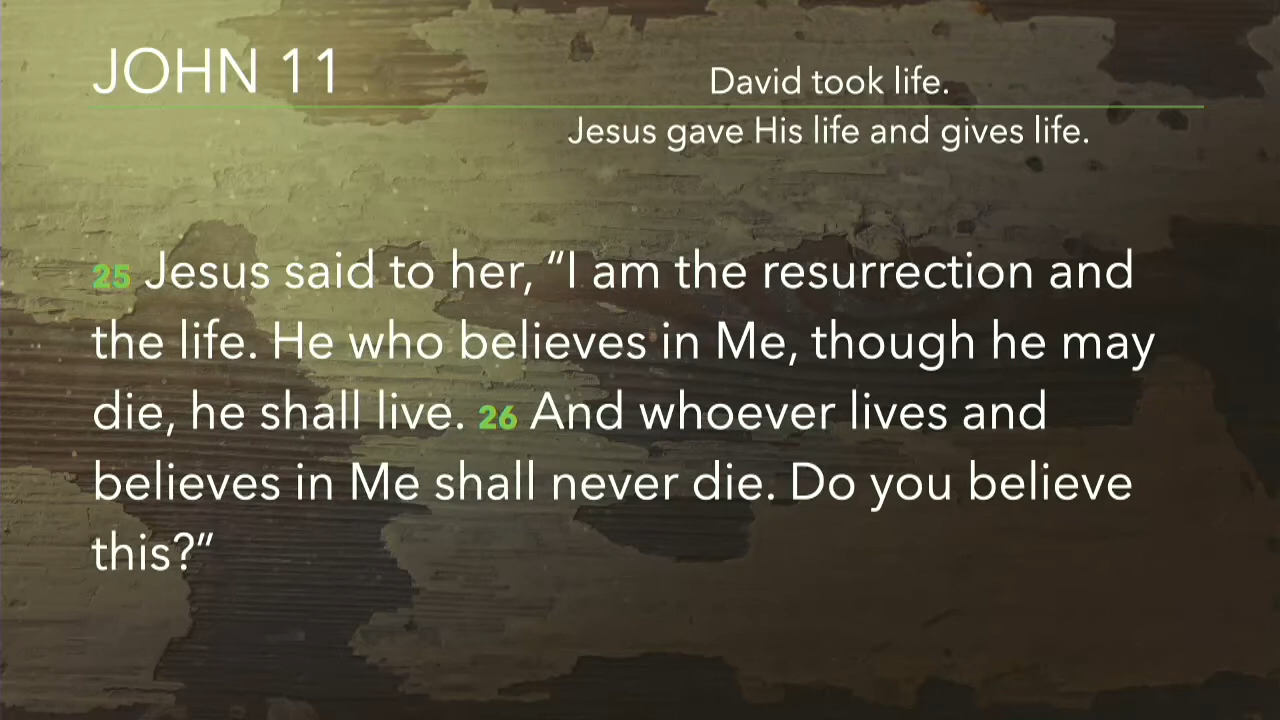 JOHN 11
David took life.
Jesus gave His life and gives life.
25 Jesus said to her, “I am the resurrection and
the life. He who believes in Me, though he may
die, he shall live. 26 And whoever lives and
believes in Me shall never die. Do you believe
this?”